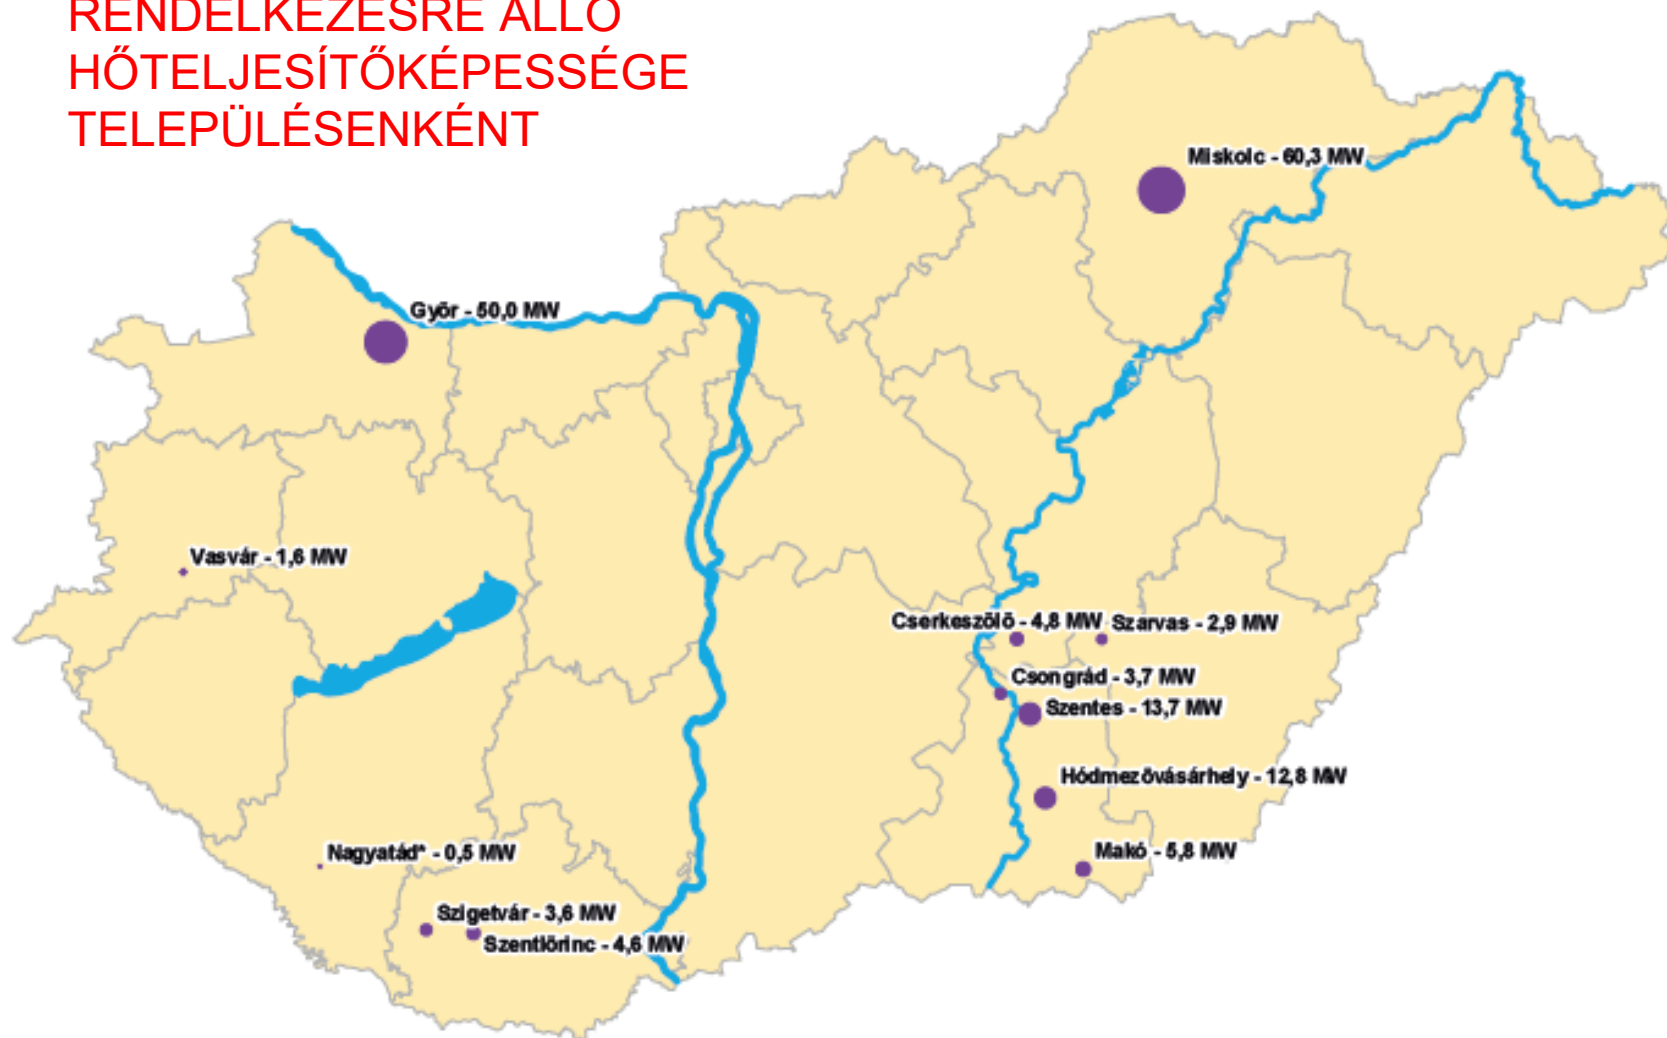 RENDELKEZÉSRE ÁLLÓ
HŐTELJESÍTŐKÉPESSÉGE
TELEPÜLÉSENKÉNT
Miskolc - 60,3 MW
Győr - 50,0 MW
Vasvár - 1,6 MW
Cserkeszőlő - 4,8 MW
Szarvas - 2,9 MW
Csongrád - 3,7 MW
Szentes - 13,7 MW
Hódmezővásárhely - 12,8 MW
Makó - 5,8 MW
Nagyatád* - 0,5 MW
Szigetvár - 3,6 MW
Szentlőrinc - 4,6 MW